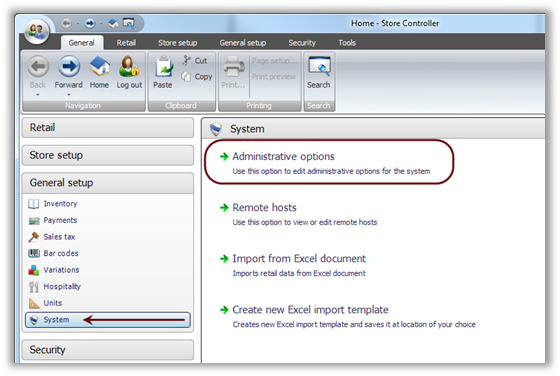 Home - Store Controller
General Retail Store setup General setup Security Tools
Back Forward Home Log out Paste Cut Copy Print... Page setup... Print preview Search
Navigation Clipboard Printing Search
Retail
Store setup
General setup
Inventory
Payments
Sales tax
Bar codes
Variations
Hospitality
Units
System
Security
System
Administrative options
Use this option to edit administrative options for the system
Remote hosts
Use this option to view or edit remote hosts
Import from Excel document
Imports retail data from Excel document
Create new Excel import template
Creates new Excel import template and saves it at location of your choice